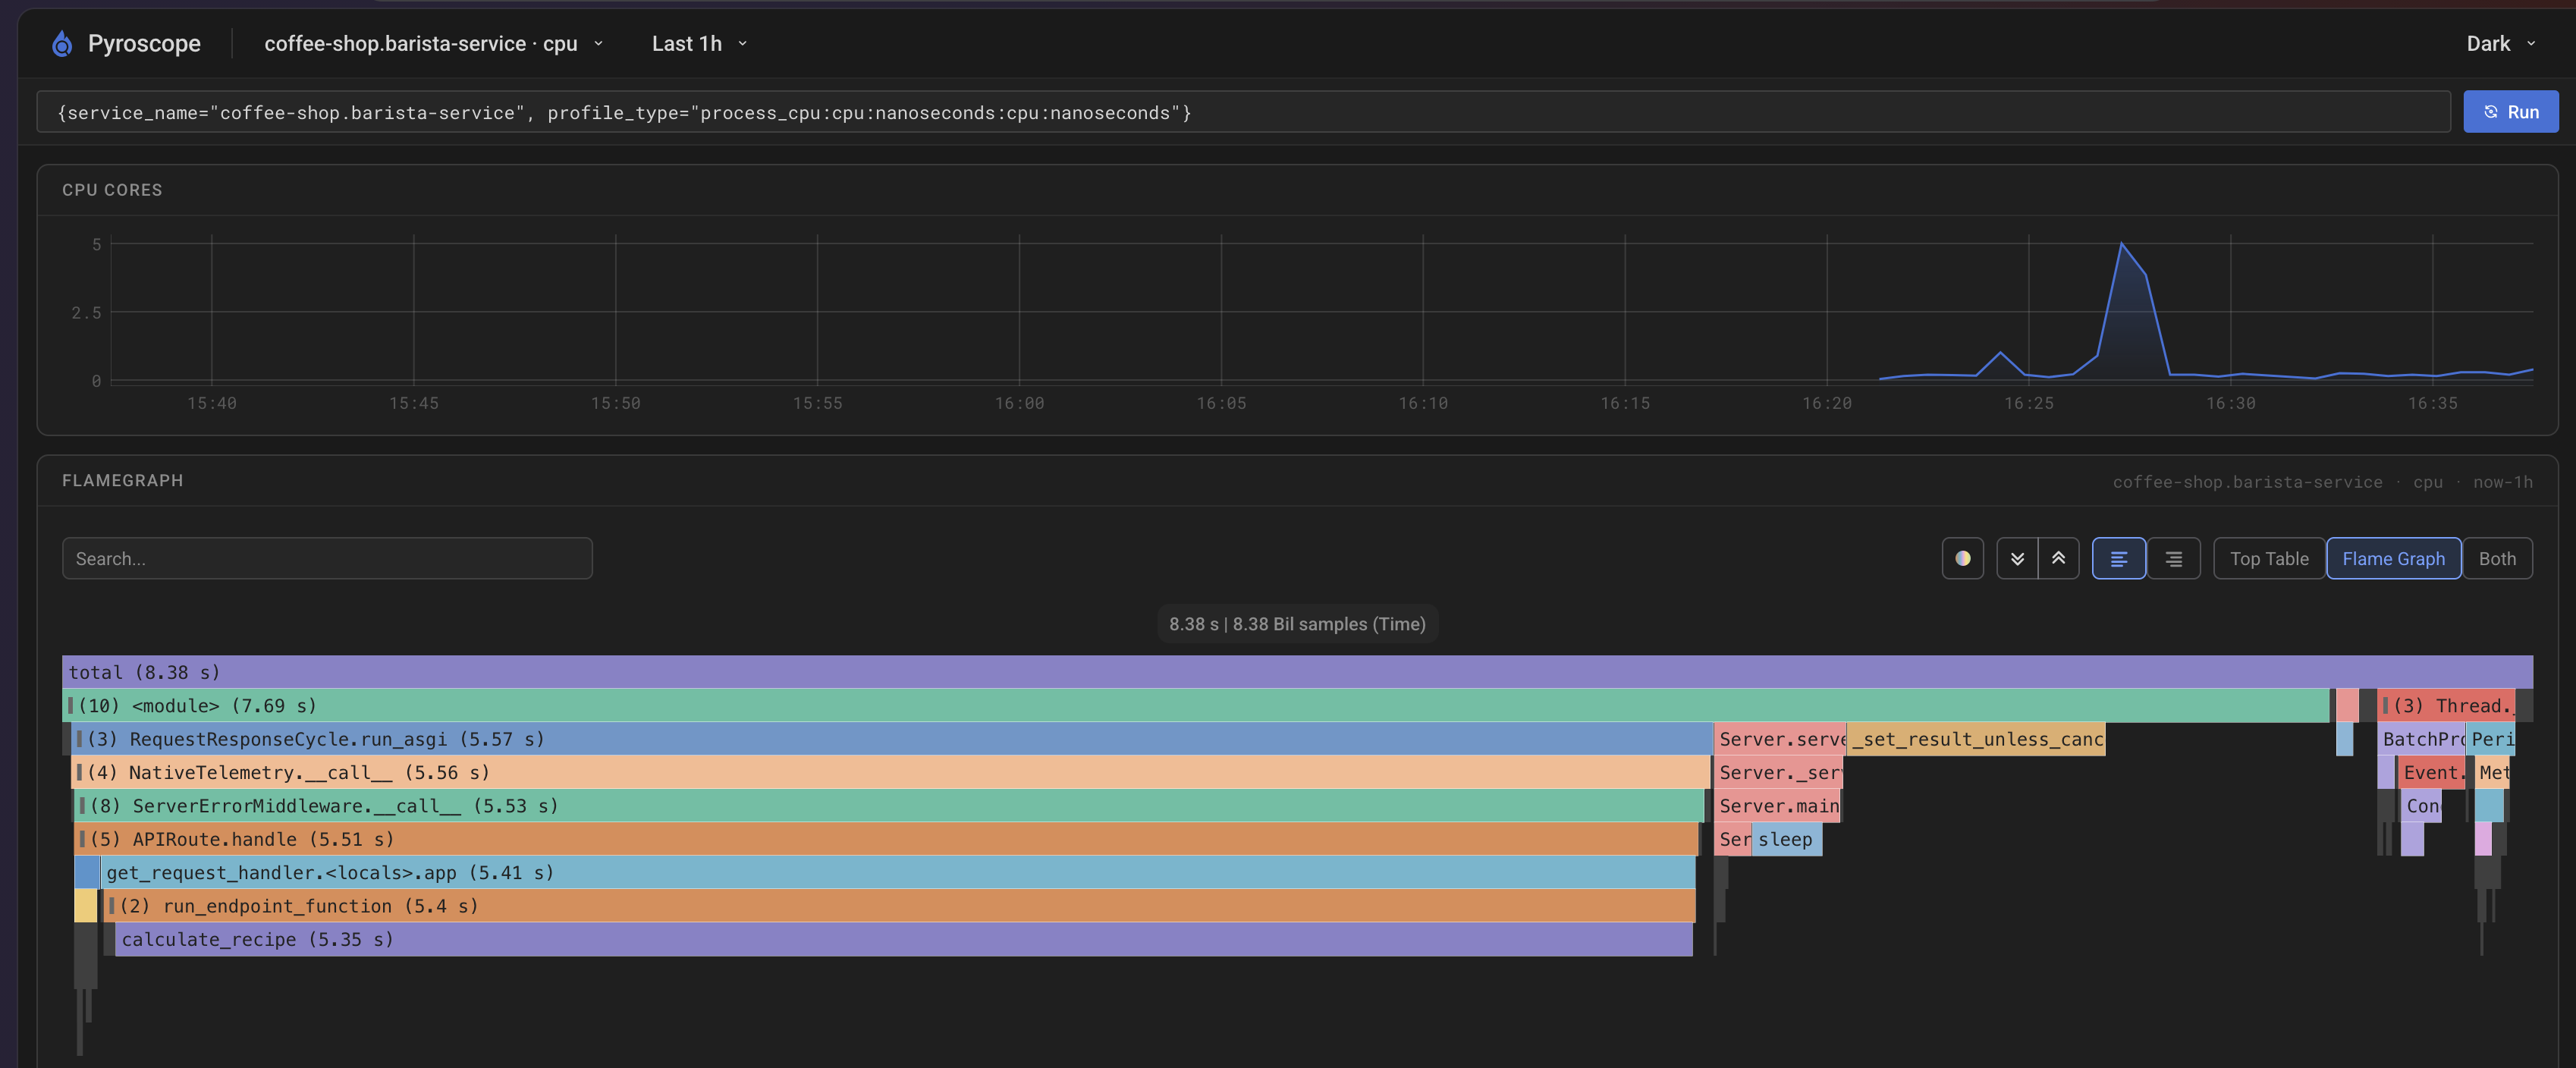 Pyroscope coffee-shop.barista-service · cpu Last 1h Dark
{service_name="coffee-shop.barista-service", profile_type="process_cpu:cpu:nanoseconds:cpu:nanoseconds"} Run
CPU CORES
5
2.5
0
15:40 15:45 15:50 15:55 16:00 16:05 16:10 16:15 16:20 16:25 16:30 16:35
FLAMEGRAPH coffee-shop.barista-service · cpu · now-1h
Search... Top Table Flame Graph Both
8.38 s | 8.38 Bil samples (Time)
total (8.38 s)
(10) <module> (7.69 s) (3) Thread._
(3) RequestResponseCycle.run_asgi (5.57 s) Server.serve _set_result_unless_canc BatchPro Peri
(4) NativeTelemetry.__call__ (5.56 s) Server._serv Event. Met
(8) ServerErrorMiddleware.__call__ (5.53 s) Server.main Con
(5) APIRoute.handle (5.51 s) Ser sleep
get_request_handler.<locals>.app (5.41 s)
(2) run_endpoint_function (5.4 s)
calculate_recipe (5.35 s)